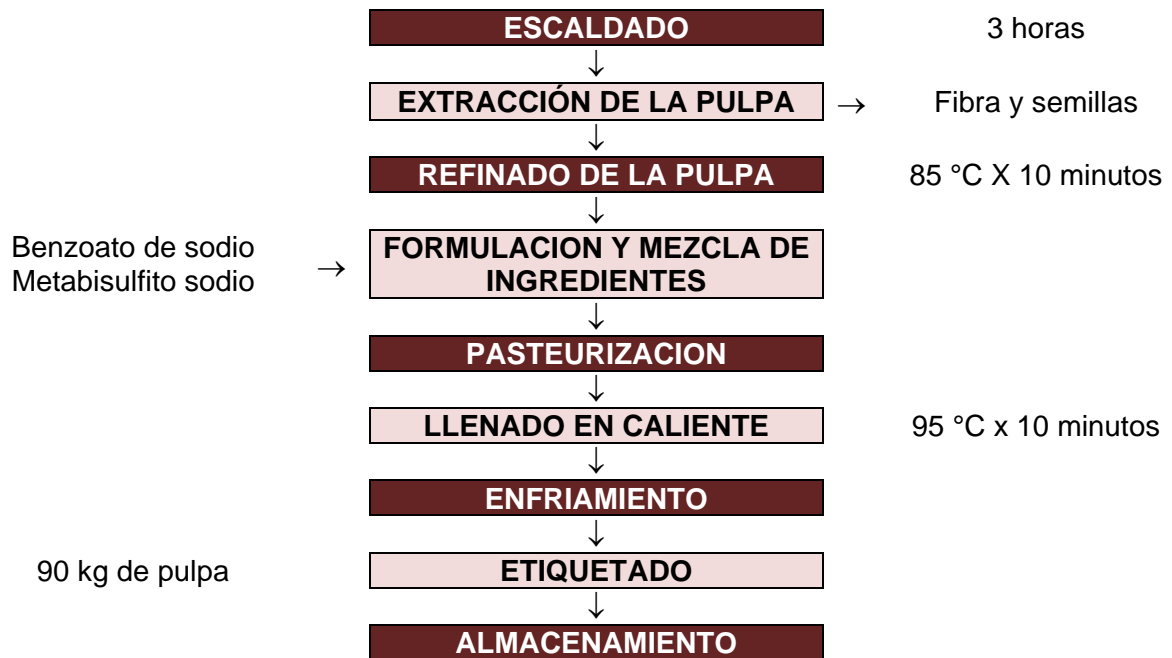 ESCALDADO
3 horas
↓
EXTRACCIÓN DE LA PULPA → Fibra y semillas
↓
REFINADO DE LA PULPA
85 °C X 10 minutos
↓
Benzoato de sodio
Metabisulfito sodio
→
FORMULACION Y MEZCLA DE
INGREDIENTES
↓
PASTEURIZACION
↓
LLENADO EN CALIENTE
95 °C x 10 minutos
↓
ENFRIAMIENTO
↓
90 kg de pulpa
ETIQUETADO
↓
ALMACENAMIENTO